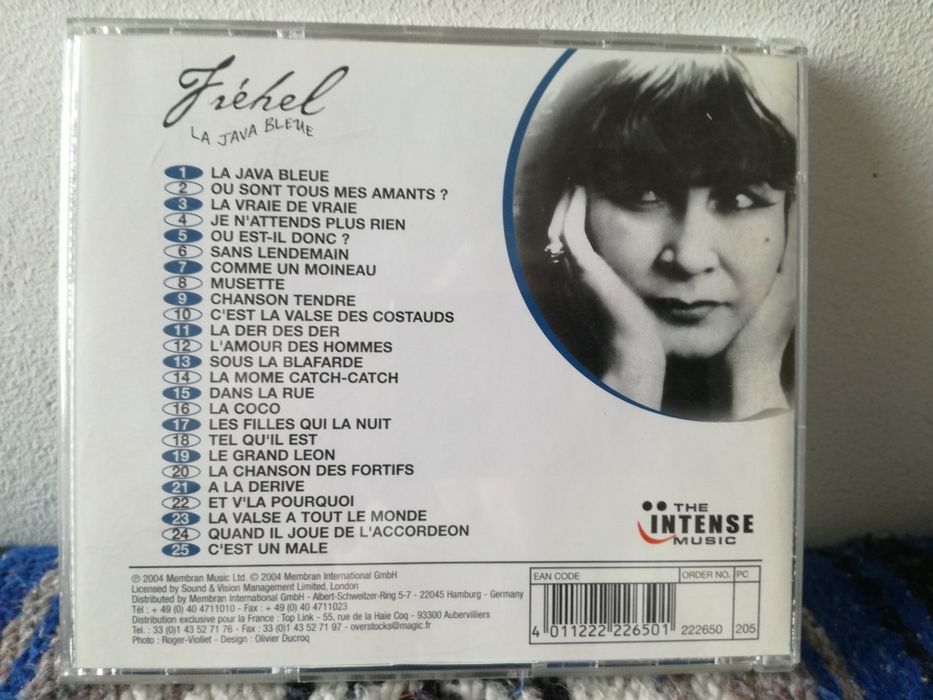 Fréhel
LA JAVA BLEUE
1 LA JAVA BLEUE
2 OU SONT TOUS MES AMANTS ?
3 LA VRAIE DE VRAIE
4 JE N'ATTENDS PLUS RIEN
5 OU EST-IL DONC ?
6 SANS LENDEMAIN
7 COMME UN MOINEAU
8 MUSETTE
9 CHANSON TENDRE
10 C'EST LA VALSE DES COSTAUDS
11 LA DER DES DER
12 L'AMOUR DES HOMMES
13 SOUS LA BLAFARDE
14 LA MOME CATCH-CATCH
15 DANS LA RUE
16 LA COCO
17 LES FILLES QUI LA NUIT
18 TEL QU'IL EST
19 LE GRAND LEON
20 LA CHANSON DES FORTIFS
21 A LA DERIVE
22 ET V'LA POURQUOI
23 LA VALSE A TOUT LE MONDE
24 QUAND IL JOUE DE L'ACCORDEON
25 C'EST UN MALE
THE
INTENSE
MUSIC
℗ 2004 Membran Music Ltd. © 2004 Membran International GmbH
Licensed by Sound & Vision Management Limited, London
Distributed by Membran International GmbH - Albert-Schweitzer-Ring 5-7 - 22045 Hamburg - Germany
Tél : + 49 (0) 40 4711010 - Fax : + 49 (0) 40 4711023
Distribution exclusive pour la France : Top Link - 55, rue de la Haie Coq - 93300 Aubervilliers
Tel. : 33 (0)1 43 52 71 76 - Fax : 33 (0)1 43 52 71 97 - overstocks@magic.fr
Photo : Roger-Viollet - Design : Olivier Ducroq
EAN CODE ORDER NO. PC
4 011222 226501 222650 205